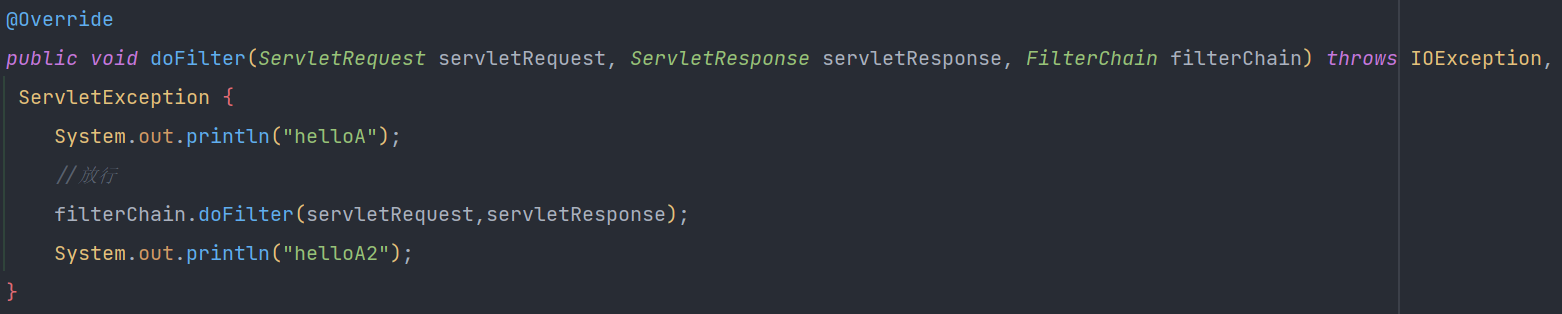 @Override
public void doFilter(ServletRequest servletRequest, ServletResponse servletResponse, FilterChain filterChain) throws IOException,
ServletException {
System.out.println("helloA");
//放行
filterChain.doFilter(servletRequest,servletResponse);
System.out.println("helloA2");
}